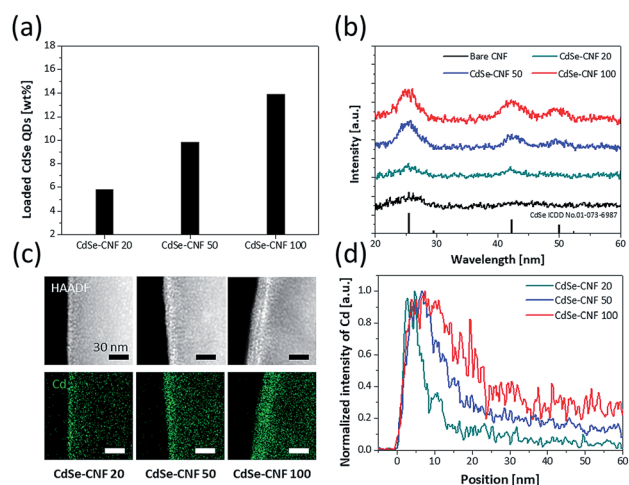 (a)
Loaded CdSe QDs [wt%]
18
16
14
12
10
8
6
4
2
CdSe-CNF 20 CdSe-CNF 50 CdSe-CNF 100
(b)
Bare CNF CdSe-CNF 20
CdSe-CNF 50 CdSe-CNF 100
Intensity [a.u.]
CdSe ICDD No.01-073-6987
20 30 40 50 60
Wavelength [nm]
(c)
HAADF
30 nm
Cd
CdSe-CNF 20 CdSe-CNF 50 CdSe-CNF 100
(d)
Normalized intensity of Cd [a.u.]
CdSe-CNF 20
CdSe-CNF 50
CdSe-CNF 100
1.0
0.8
0.6
0.4
0.2
0.0
0 10 20 30 40 50 60
Position [nm]